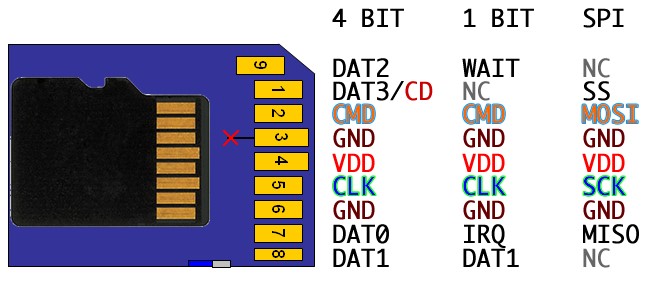 4 BIT 1 BIT SPI
9 DAT2 WAIT NC
1 DAT3/CD NC SS
2 CMD CMD MOSI
3 GND GND GND
4 VDD VDD VDD
5 CLK CLK SCK
6 GND GND GND
7 DAT0 IRQ MISO
8 DAT1 DAT1 NC